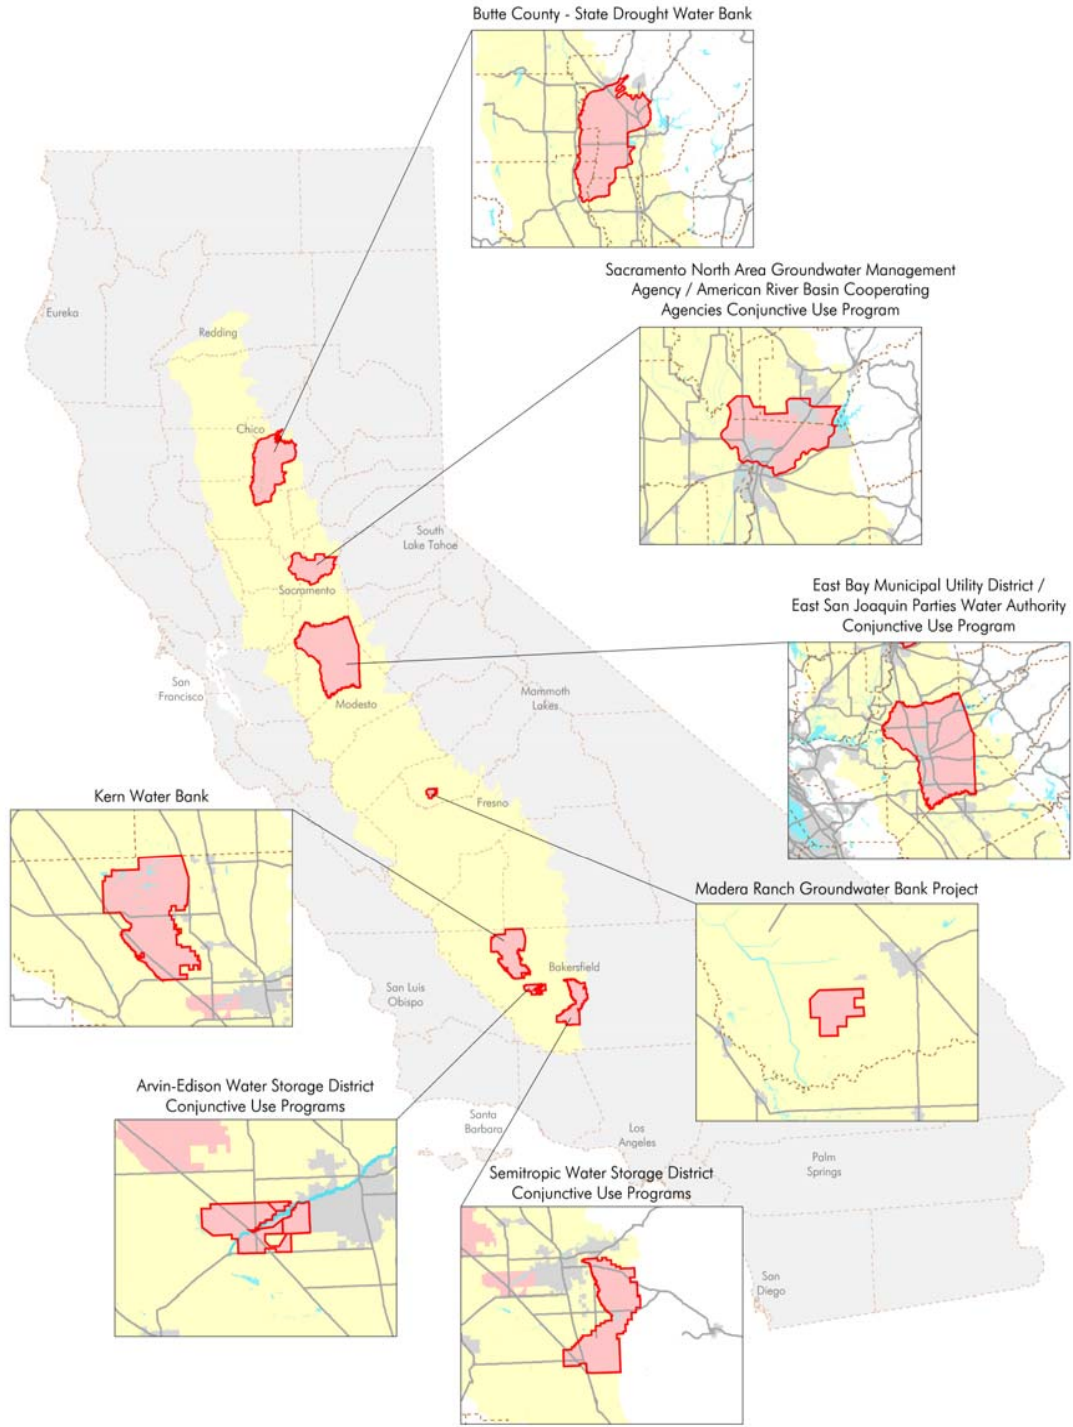 Butte County - State Drought Water Bank
Sacramento North Area Groundwater Management
Agency / American River Basin Cooperating
Agencies Conjunctive Use Program
Eureka
Redding
Chico
South
Lake Tahoe
Sacramento
East Bay Municipal Utility District /
East San Joaquin Parties Water Authority
Conjunctive Use Program
San
Francisco
Mammoth
Lakes
Modesto
Kern Water Bank
Fresno
Madera Ranch Groundwater Bank Project
Bakersfield
San Luis
Obispo
Arvin-Edison Water Storage District
Conjunctive Use Programs
Santa
Barbara
Los
Angeles
Palm
Springs
Semitropic Water Storage District
Conjunctive Use Programs
San
Diego